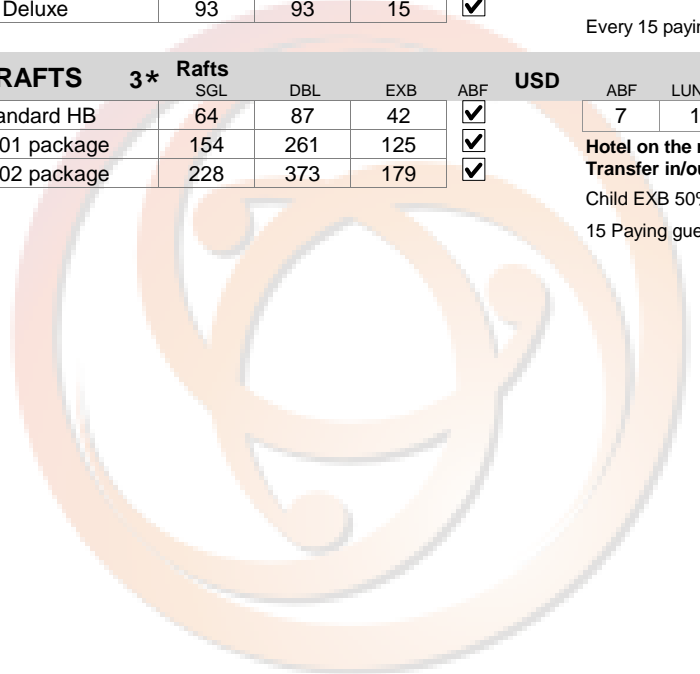 Deluxe 93 93 15
Every 15 payin
RAFTS 3* Rafts USD
SGL DBL EXB ABF ABF LUN
andard HB 64 87 42 7 1
01 package 154 261 125
Hotel on the
02 package 228 373 179
Transfer in/ou
Child EXB 50%
15 Paying gue